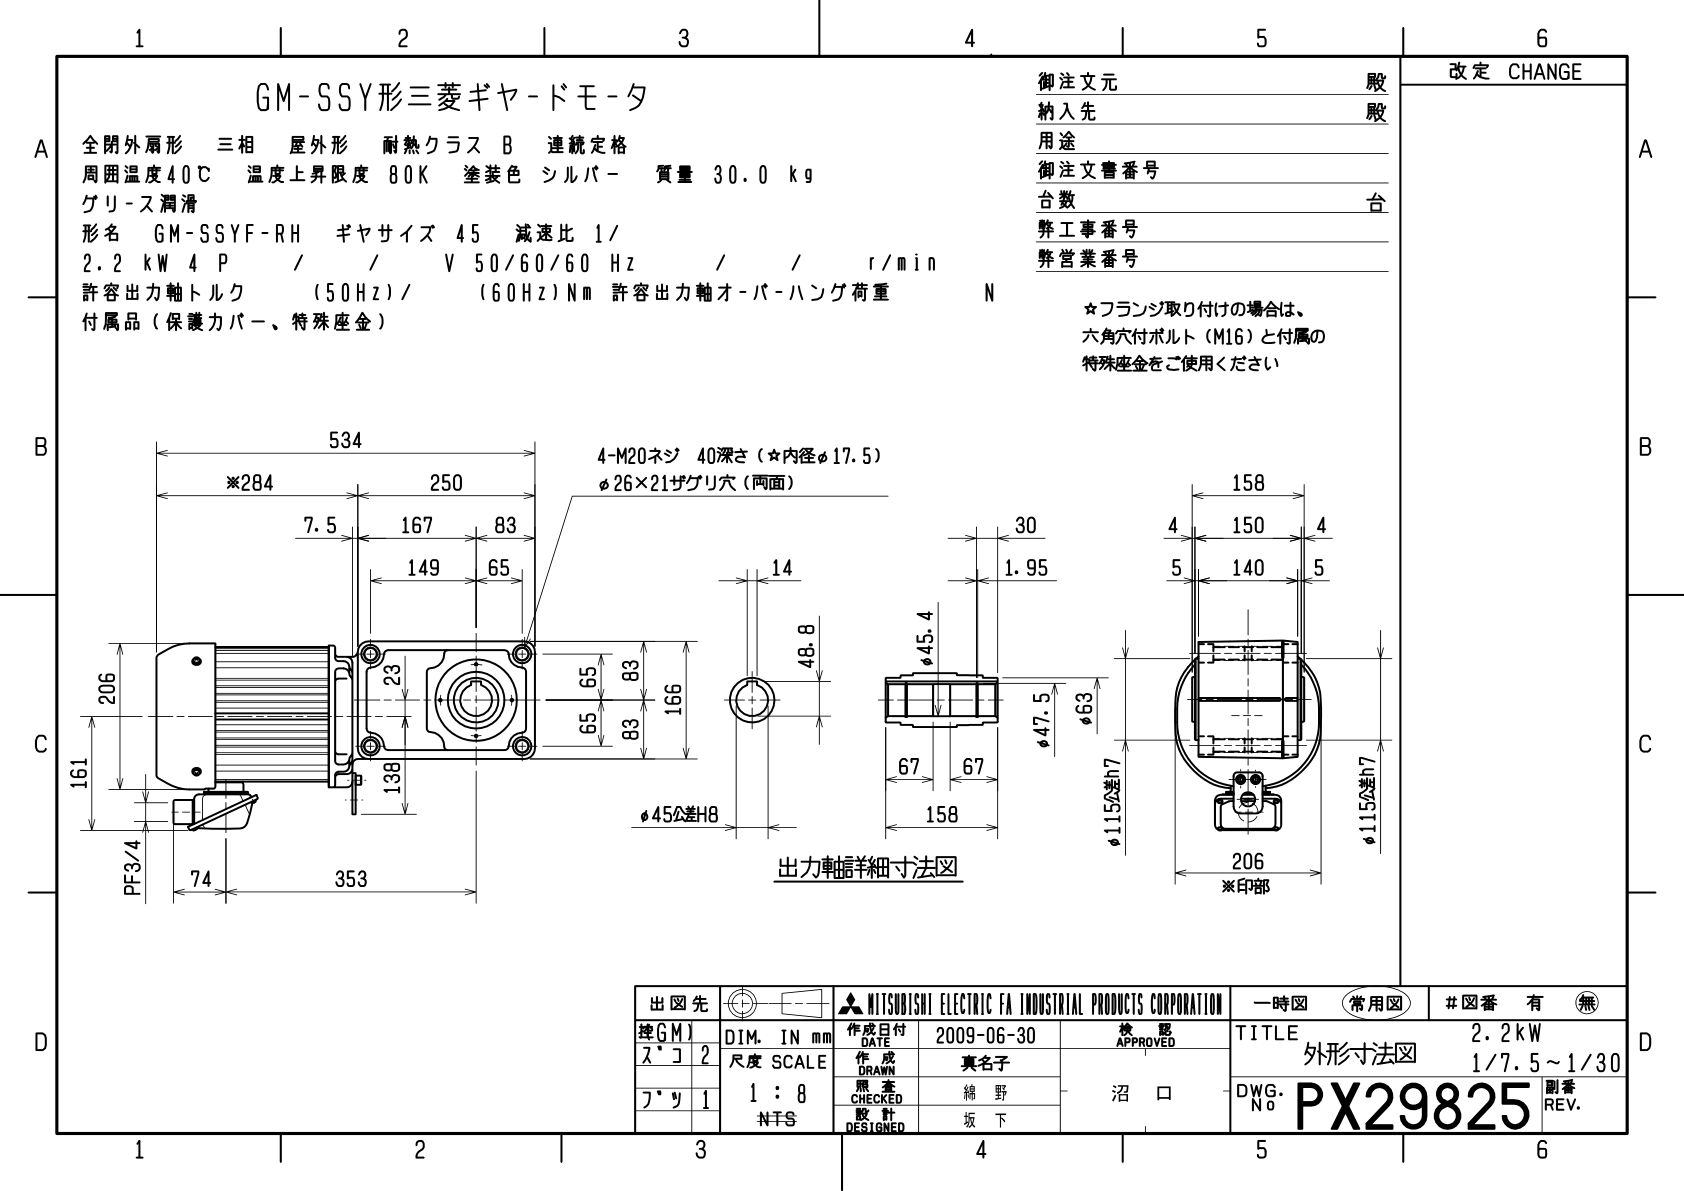 1 2 3 4 5 6
改定 CHANGE
A A
GM-SSY形三菱ギヤ-ドモ-タ
全閉外扇形 三相 屋外形 耐熱クラス B 連続定格
周囲温度40℃ 温度上昇限度 80K 塗装色 シルバー 質量 30.0 kg
グリ-ス潤滑
形名 GM-SSYF-RH ギヤサイズ 45 減速比 1/
2.2 kW 4 P / / V 50/60/60 Hz / / r/min
許容出力軸トルク (50Hz)/ (60Hz)Nm 許容出力軸オ-バ-ハング荷重 N
付属品(保護カバー、特殊座金)
御注文元 殿
納入先 殿
用途
御注文書番号
台数 台
弊工事番号
弊営業番号
☆フランジ取り付けの場合は、
六角穴付ボルト(M16)と付属の
特殊座金をご使用ください
B B
534
※284 250
7.5 167 83
149 65
4-M20ネジ 40深さ(☆内径φ17.5)
φ26×21ザグリ穴(両面)
206
161
23
138
65
65
83
83
166
PF3/4
74 353
14
48.8
φ45公差H8
30
1.95
φ45.4
φ47.5
φ63
67 67
158
出力軸詳細寸法図
158
4 150 4
5 140 5
φ115公差h7
φ115公差h7
206
※印部
C C
D D
出図先
控GM)
ズコ 2
ブツ 1
DIM. IN mm
尺度 SCALE
1 : 8
NTS
MITSUBISHI ELECTRIC FA INDUSTRIAL PRODUCTS CORPORATION
作成日付 DATE 2009-06-30
作成 DRAWN 真名子
照査 CHECKED 綿野
設計 DESIGNED 坂下
検認 APPROVED
沼口
一時図 常用図 #図番 有 無
TITLE
外形寸法図
2.2kW
1/7.5~1/30
DWG. No PX29825
副番 REV.
1 2 3 4 5 6